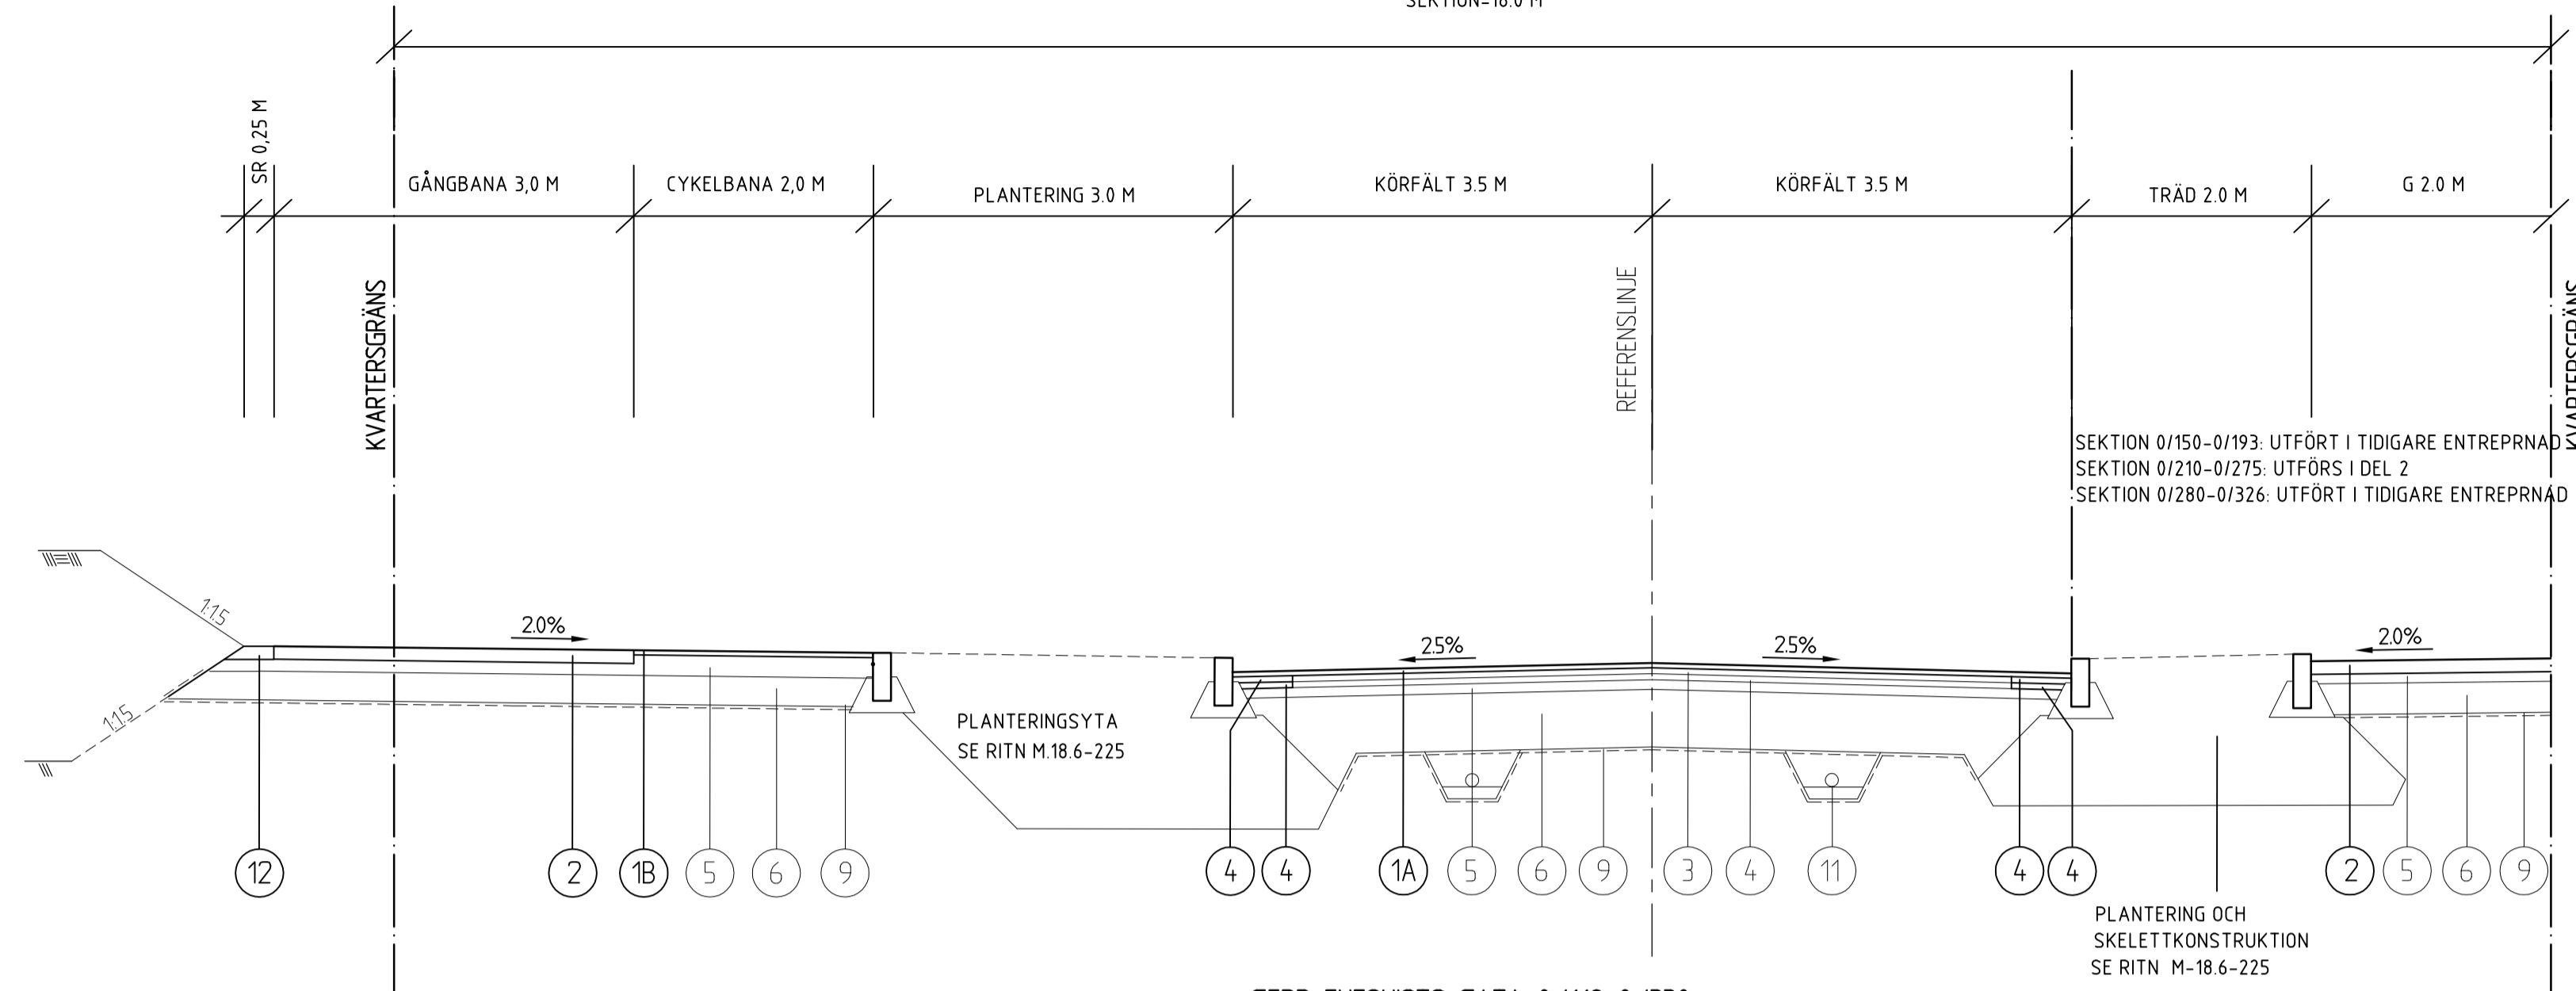 SEKTION=18.0 M
SR 0,25 M
GÅNGBANA 3,0 M
CYKELBANA 2,0 M
PLANTERING 3.0 M
KÖRFÄLT 3.5 M
KÖRFÄLT 3.5 M
TRÄD 2.0 M
G 2.0 M
KVARTERSGRÄNS
REFERENSLINJE
KVARTERSGRÄNS
SEKTION 0/150-0/193: UTFÖRT I TIDIGARE ENTREPRNAD
SEKTION 0/210-0/275: UTFÖRS I DEL 2
SEKTION 0/280-0/326: UTFÖRT I TIDIGARE ENTREPRNAD
1:1.5
2.0%
2.5%
2.5%
2.0%
1:1.5
PLANTERINGSYTA
SE RITN M.18.6-225
12
2
1B
5
6
9
4
4
1A
5
6
9
3
4
11
4
4
2
5
6
9
PLANTERING OCH
SKELETTKONSTRUKTION
SE RITN M-18.6-225